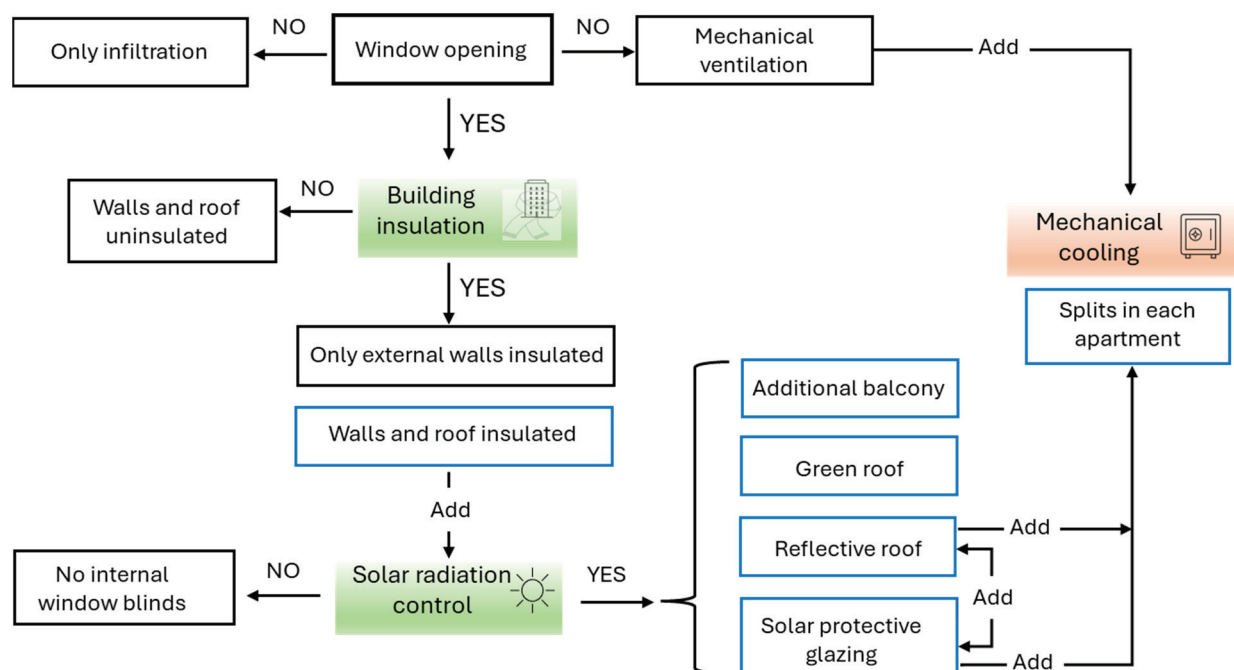 Only infiltration
NO
Window opening
NO
Mechanical
ventilation
Add
YES
Walls and roof
uninsulated
NO
Building
insulation
Mechanical
cooling
YES
Splits in each
apartment
Only external walls insulated
Additional balcony
Walls and roof insulated
Green roof
Add
Reflective roof
Add
No internal
window blinds
NO
Solar radiation
control
YES
Add
Solar protective
glazing
Add